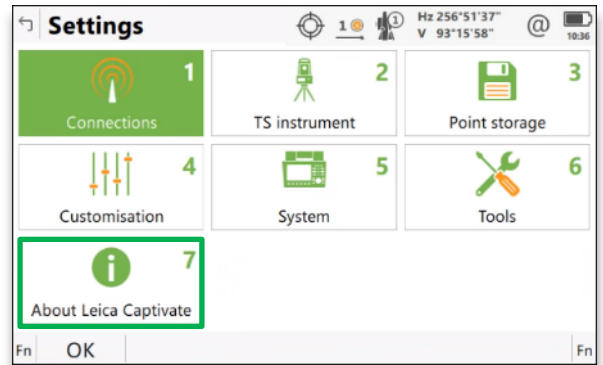 Settings
1
1
Hz 256°51'37"
V 93°15'58"
@
10:36
1
Connections
2
TS instrument
3
Point storage
4
Customisation
5
System
6
Tools
i
7
About Leica Captivate
Fn
OK
Fn